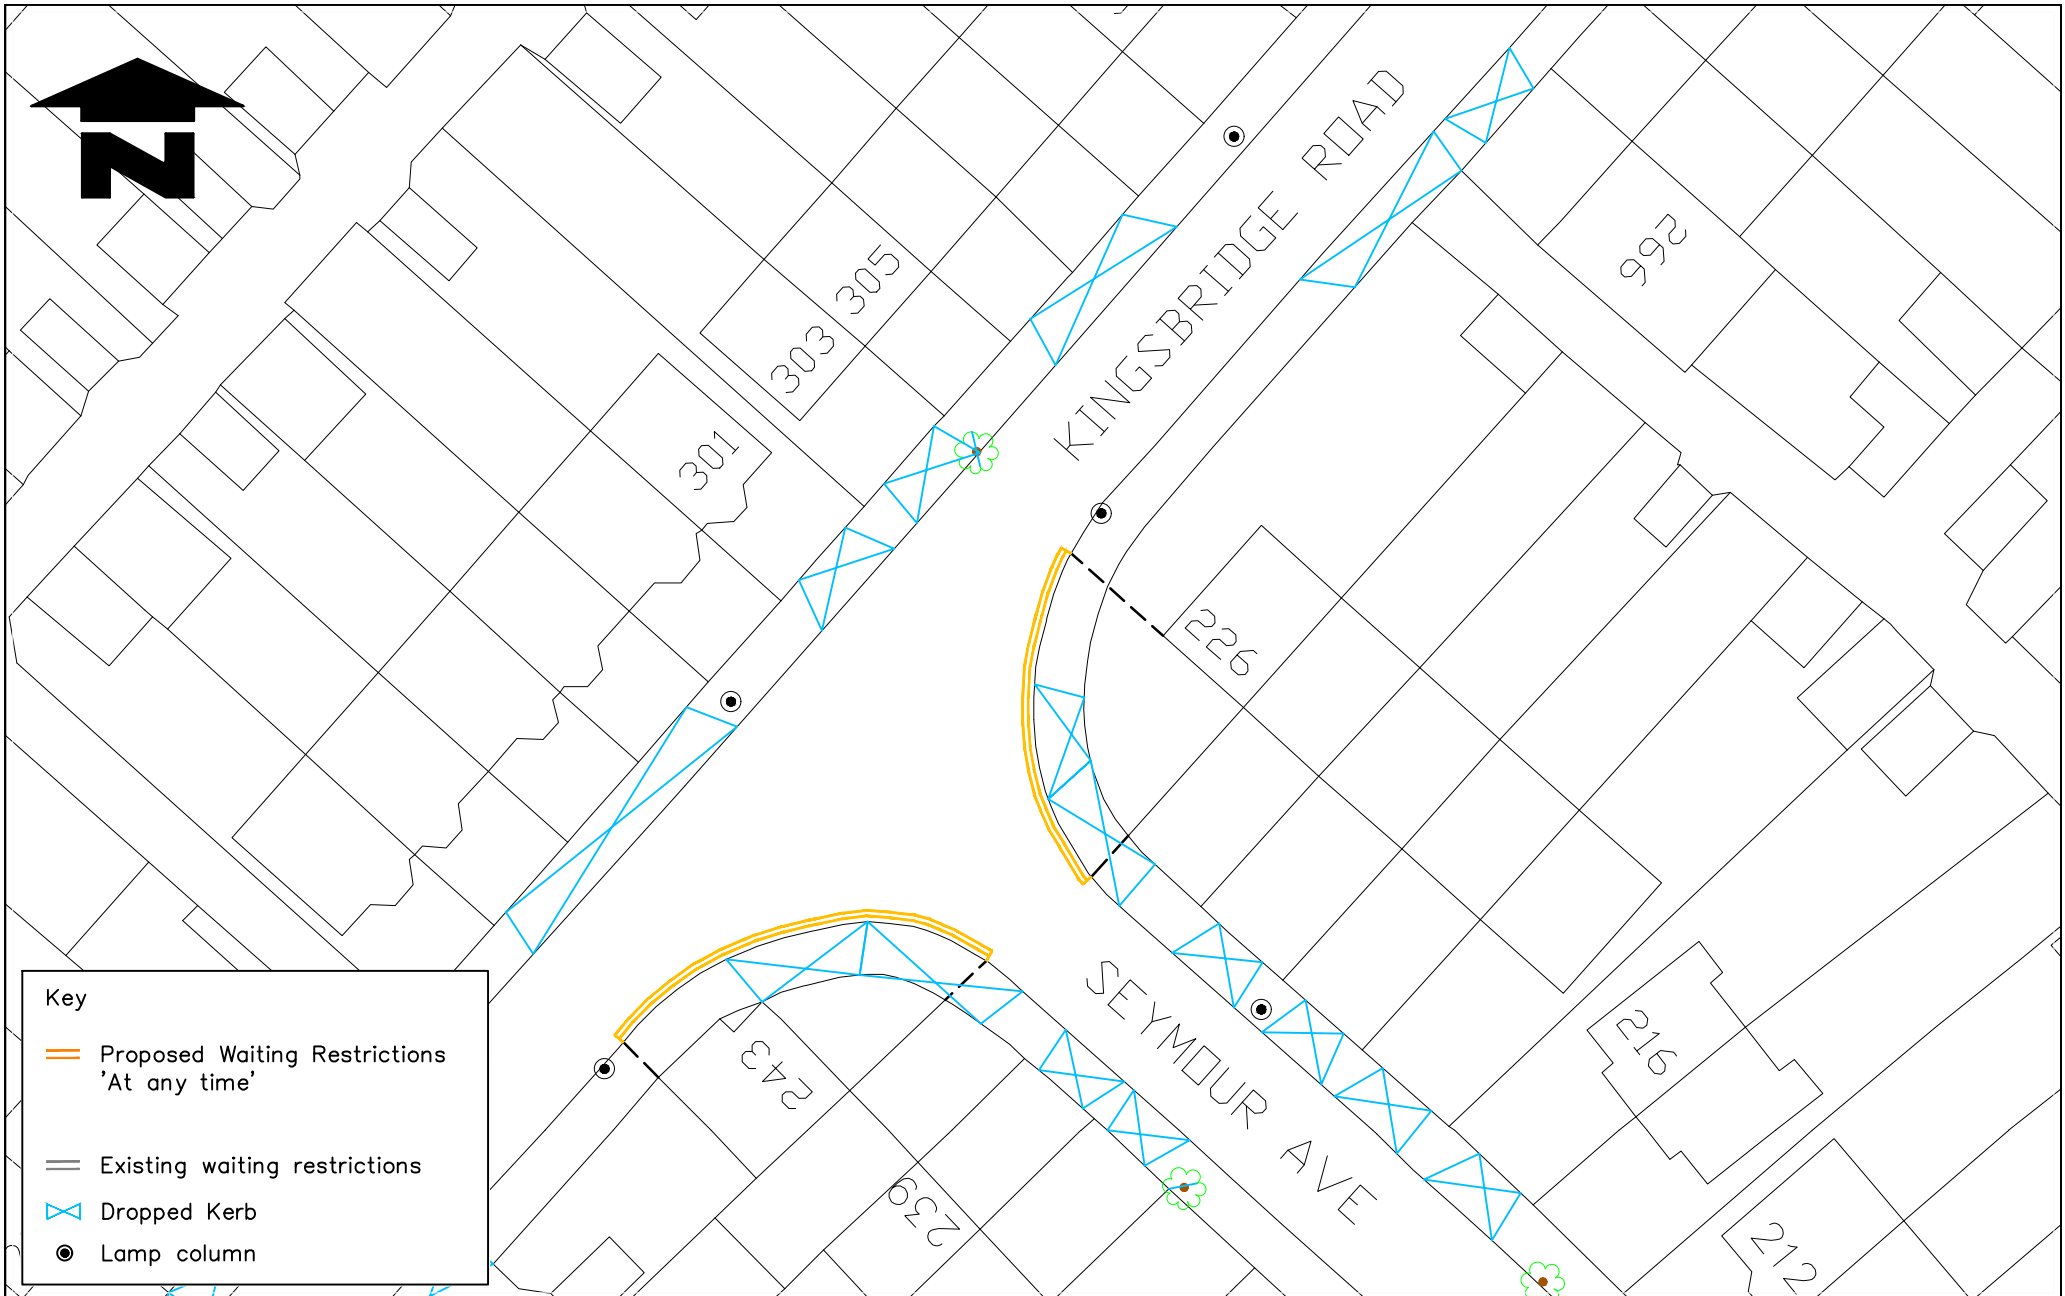 N
KINGSBRIDGE ROAD
305
303
301
266
226
SEYMOUR AVE
243
239
216
212
Key
Proposed Waiting Restrictions
'At any time'
Existing waiting restrictions
Dropped Kerb
Lamp column